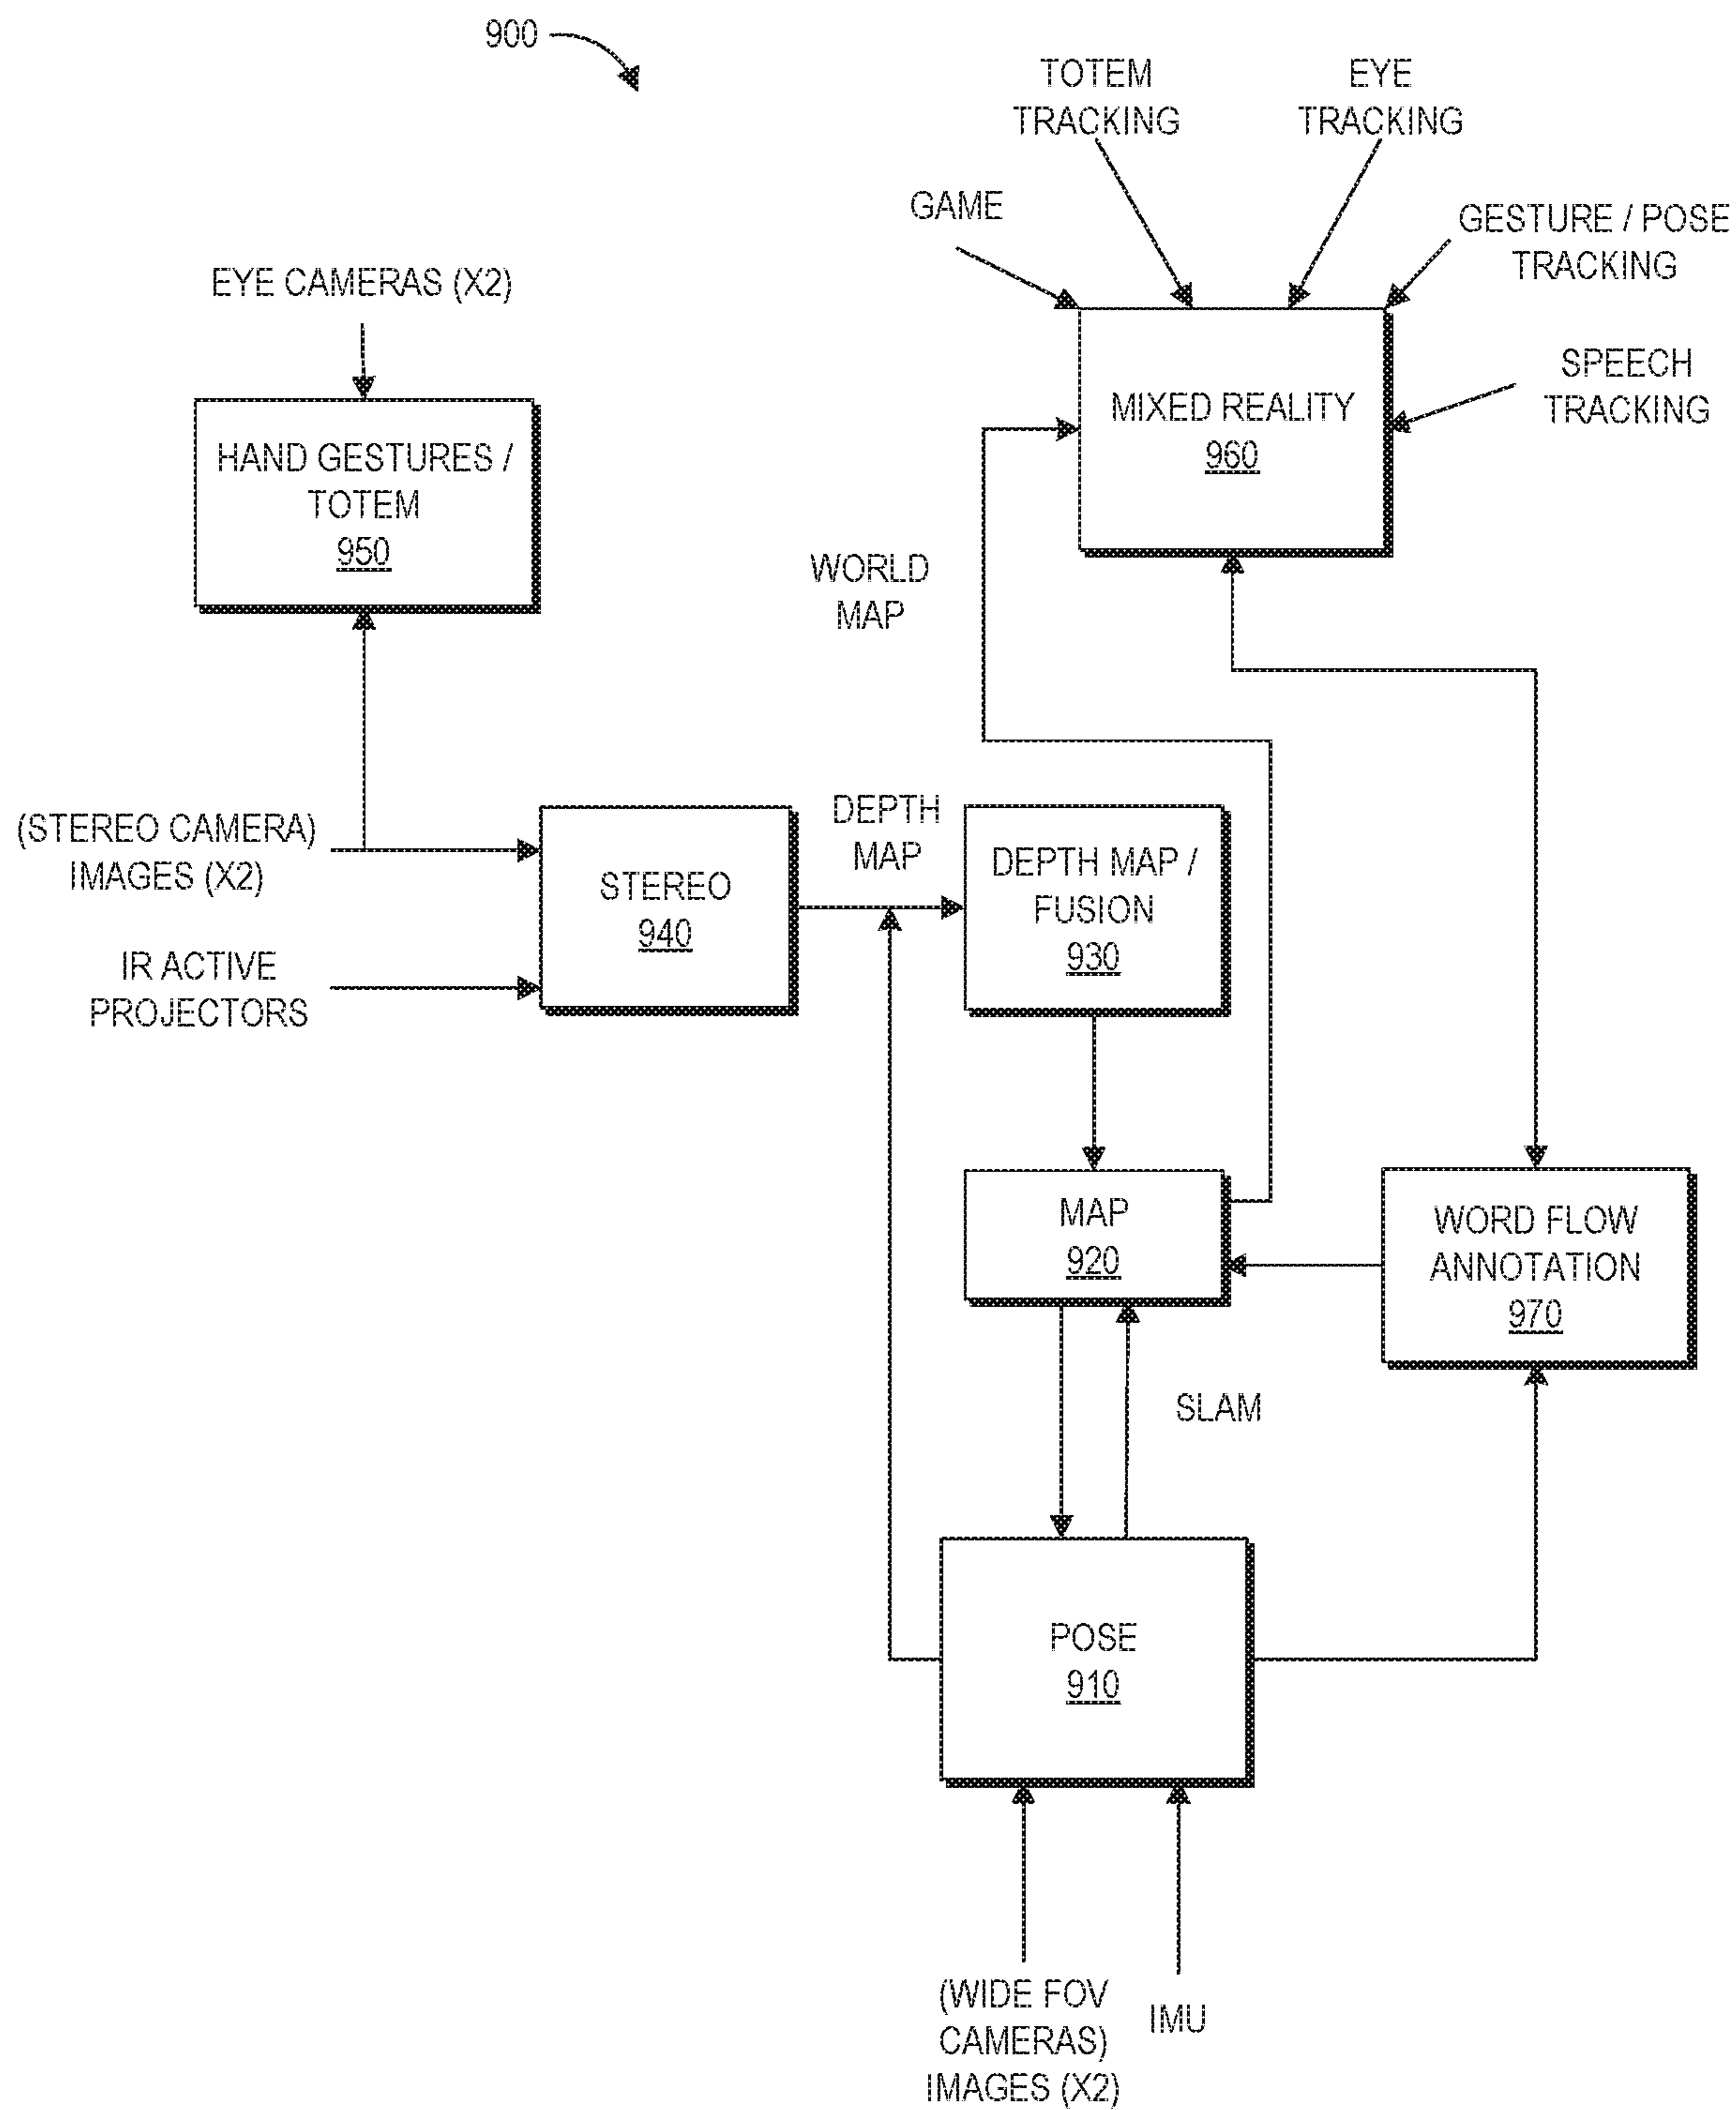 900
TOTEM
TRACKING
EYE
TRACKING
GAME
GESTURE / POSE
TRACKING
EYE CAMERAS (X2)
SPEECH
TRACKING
MIXED REALITY
960
HAND GESTURES /
TOTEM
950
WORLD
MAP
(STEREO CAMERA)
IMAGES (X2)
IR ACTIVE
PROJECTORS
STEREO
940
DEPTH
MAP
DEPTH MAP /
FUSION
930
MAP
920
WORD FLOW
ANNOTATION
970
SLAM
POSE
910
(WIDE FOV
CAMERAS)
IMAGES (X2)
IMU